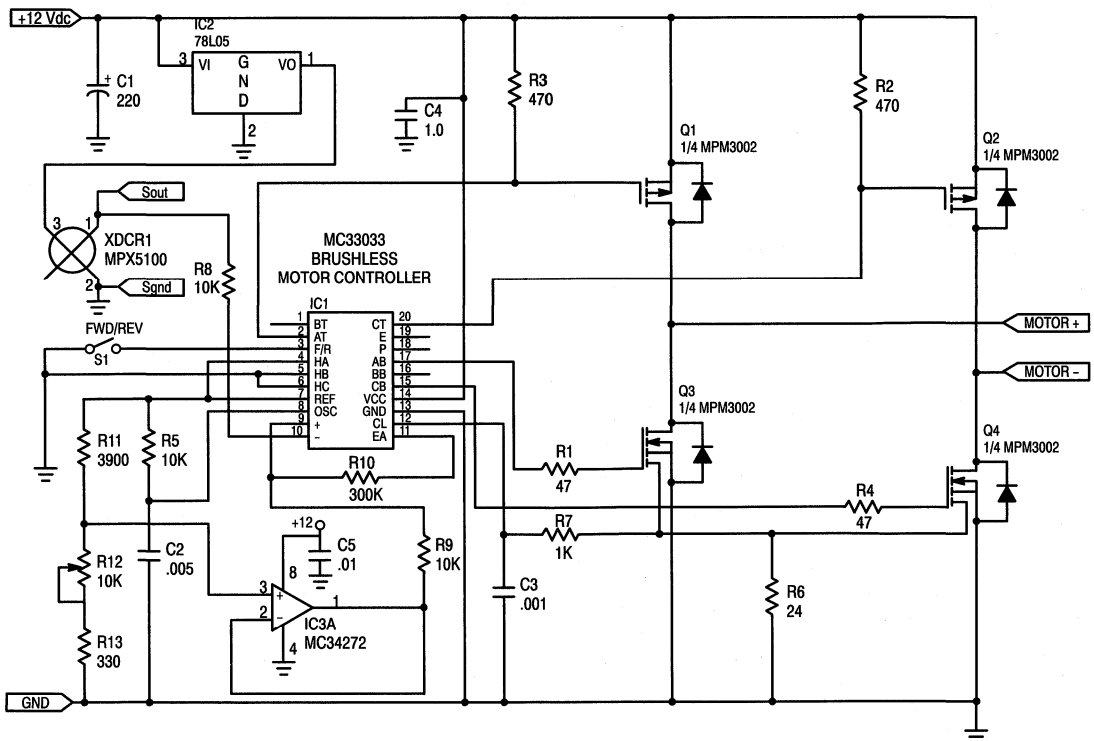 +12 Vdc
IC2
78L05
3 VI G N D VO 1
2
+ C1
220
C4
1.0
R3
470
R2
470
Q1
1/4 MPM3002
Q2
1/4 MPM3002
Sout
3 1
XDCR1
MPX5100
2 Sgnd
R8
10K
MC33033
BRUSHLESS
MOTOR CONTROLLER
IC1
FWD/REV
S1
1 BT CT 20
2 AT E 19
3 F/R P 18
4 HA AB 17
5 HB BB 16
6 HC CB 15
7 REF VCC 14
8 OSC GND 13
9 + CL 12
10 − EA 11
MOTOR +
MOTOR −
Q3
1/4 MPM3002
Q4
1/4 MPM3002
R11
3900
R5
10K
R10
300K
R1
47
R4
47
R7
1K
+12
C5
.01
8
R9
10K
R12
10K
C2
.005
3 +
2 −
1
IC3A
MC34272
4
C3
.001
R6
24
R13
330
GND